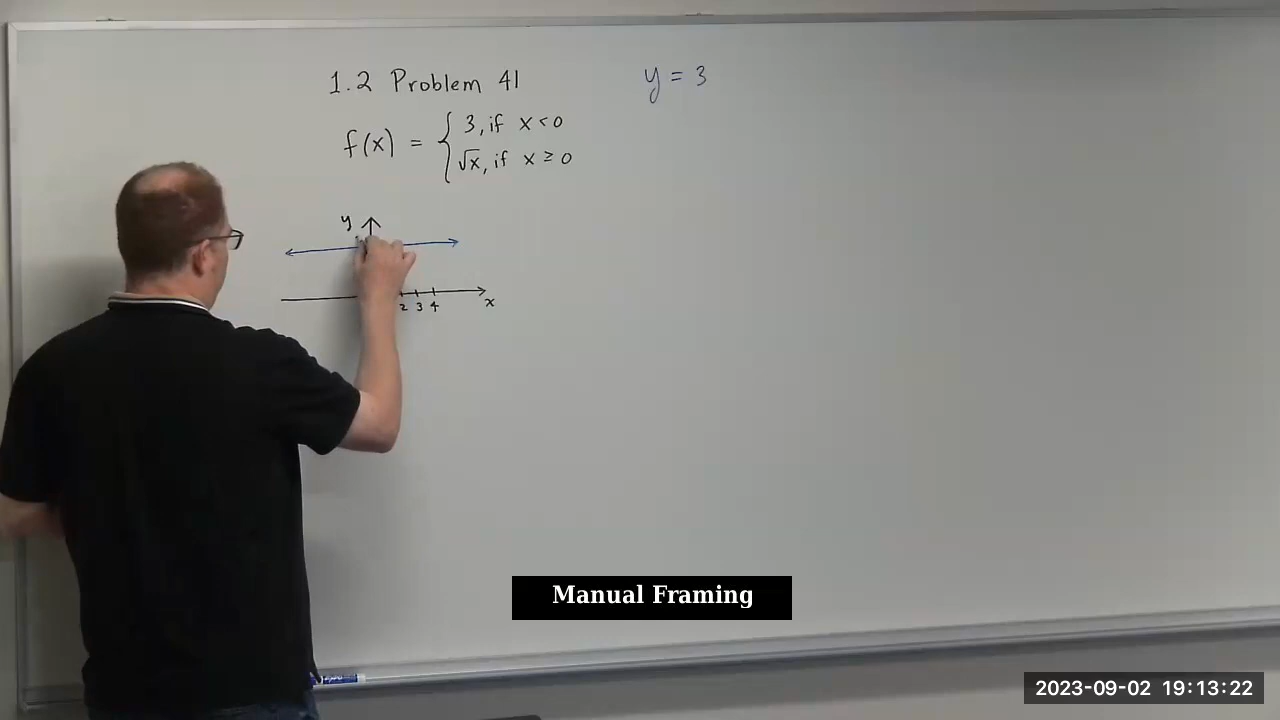 1.2 Problem 41
y = 3
f(x) = { 3, if x < 0
√x, if x ≥ 0
y
2 3 4
x
Manual Framing
2023-09-02 19:13:22